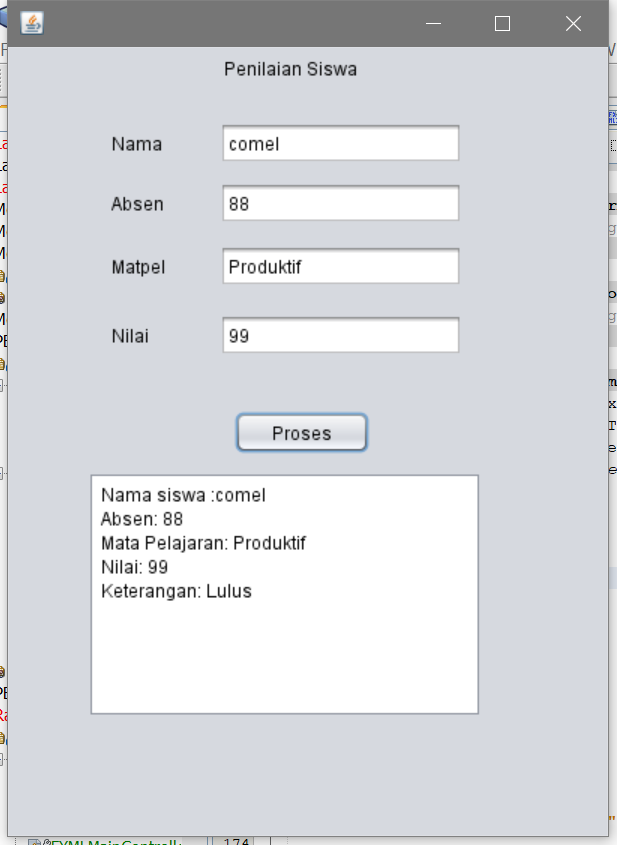 Penilaian Siswa
Nama
comel
Absen
88
Matpel
Produktif
Nilai
99
Proses
Nama siswa :comel
Absen: 88
Mata Pelajaran: Produktif
Nilai: 99
Keterangan: Lulus
174